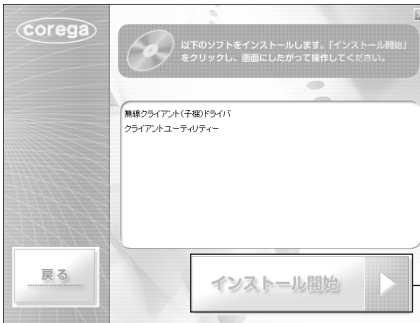 corega
以下のソフトをインストールします。「インストール開始」
をクリックし、画面にしたがって操作してください。
無線クライアント(子機)ドライバ
クライアントユーティリティー
戻る
インストール開始